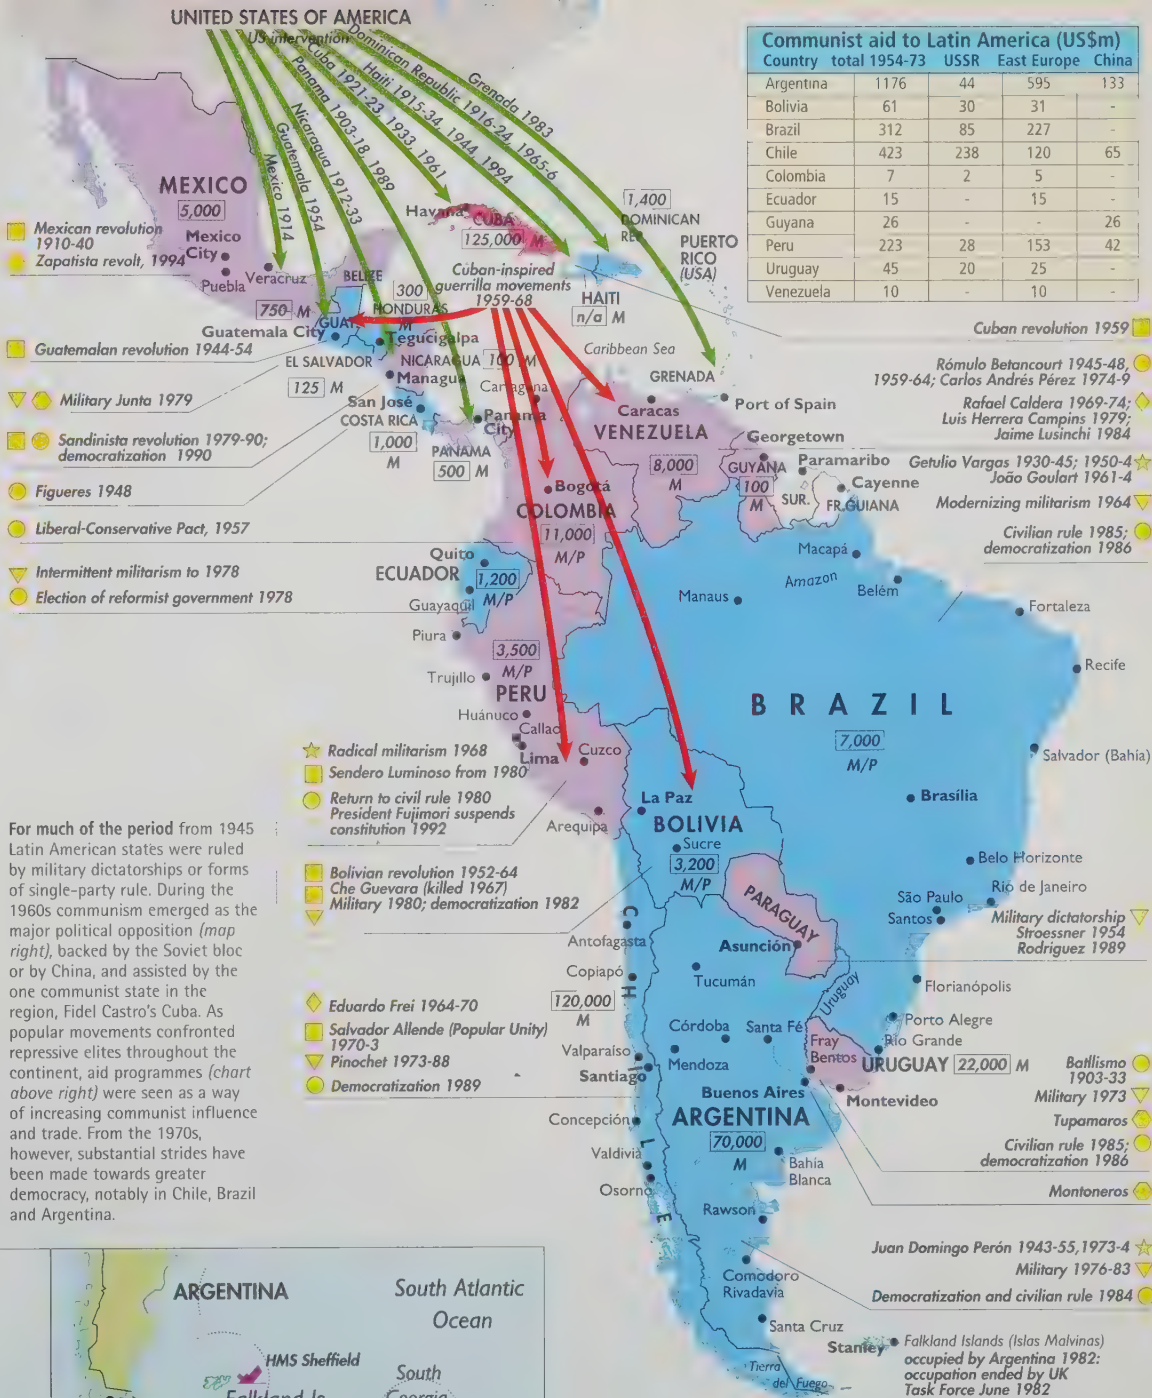 UNITED STATES OF AMERICA
US intervention
Mexico 1914
Guatemala 1954
Nicaragua 1912-33
Panama 1903-18, 1989
Cuba 1921-23, 1933, 1961
Haiti 1915-34, 1944, 1994
Dominican Republic 1916-24, 1965-6
Grenada 1983
Communist aid to Latin America (US$m)
Country total 1954-73 USSR East Europe China
Argentina 1176 44 595 133
Bolivia 61 30 31 -
Brazil 312 85 227 -
Chile 423 238 120 65
Colombia 7 2 5 -
Ecuador 15 - 15 -
Guyana 26 - - 26
Peru 223 28 153 42
Uruguay 45 20 25 -
Venezuela 10 - 10 -
MEXICO
5,000
Mexican revolution
1910-40
Zapatista revolt, 1994
Mexico
City
Puebla
Veracruz
BELIZE
Havana
CUBA
125,000 M
Cuban-inspired
guerrilla movements
1959-68
1,400
DOMINICAN
REP.
PUERTO
RICO
(USA)
HAITI
n/a M
750 M
GUAT.
300
HONDURAS
M
Guatemala City
Tegucigalpa
EL SALVADOR
125 M
NICARAGUA 100 M
Managua
San José
COSTA RICA
1,000
M
Cartagena
Panama
City
PANAMA
500 M
Caribbean Sea
GRENADA
Port of Spain
Guatemalan revolution 1944-54
Military Junta 1979
Sandinista revolution 1979-90;
democratization 1990
Figueres 1948
Liberal-Conservative Pact, 1957
Intermittent militarism to 1978
Election of reformist government 1978
Cuban revolution 1959
Rómulo Betancourt 1945-48,
1959-64; Carlos Andrés Pérez 1974-9
Rafael Caldera 1969-74;
Luis Herrera Campins 1979;
Jaime Lusinchi 1984
Getulio Vargas 1930-45; 1950-4
João Goulart 1961-4
Modernizing militarism 1964
Civilian rule 1985;
democratization 1986
Caracas
VENEZUELA
8,000
M
Georgetown
GUYANA
100
M
Paramaribo
SUR.
Cayenne
FR.GUIANA
Bogotá
COLOMBIA
11,000
M/P
Quito
ECUADOR
1,200
M/P
Guayaquil
Piura
3,500
M/P
Trujillo
PERU
Huánuco
Callao
Lima
Cuzco
Arequipa
Macapá
Amazon
Belém
Manaus
Fortaleza
Recife
BRAZIL
7,000
M/P
Salvador (Bahia)
Brasília
Belo Horizonte
Rio de Janeiro
São Paulo
Santos
Radical militarism 1968
Sendero Luminoso from 1980
Return to civil rule 1980
President Fujimori suspends
constitution 1992
La Paz
BOLIVIA
Sucre
3,200
M/P
Bolivian revolution 1952-64
Che Guevara (killed 1967)
Military 1980; democratization 1982
PARAGUAY
Asunción
Military dictatorship
Stroessner 1954
Rodriguez 1989
For much of the period from 1945
Latin American states were ruled
by military dictatorships or forms
of single-party rule. During the
1960s communism emerged as the
major political opposition (map
right), backed by the Soviet bloc
or by China, and assisted by the
one communist state in the
region, Fidel Castro's Cuba. As
popular movements confronted
repressive elites throughout the
continent, aid programmes (chart
above right) were seen as a way
of increasing communist influence
and trade. From the 1970s,
however, substantial strides have
been made towards greater
democracy, notably in Chile, Brazil
and Argentina.
CHILE
Antofagasta
Copiapó
120,000
M
Tucumán
Florianópolis
Uruguay
Porto Alegre
Rio Grande
Córdoba
Santa Fé
Fray
Bentos
URUGUAY 22,000 M
Eduardo Frei 1964-70
Salvador Allende (Popular Unity)
1970-3
Pinochet 1973-88
Democratization 1989
Valparaíso
Santiago
Mendoza
Buenos Aires
Montevideo
Concepción
ARGENTINA
70,000
M
Valdivia
Osorno
Bahía
Blanca
Rawson
Comodoro
Rivadavia
Santa Cruz
Tierra
del Fuego
Batllismo
1903-33
Military 1973
Tupamaros
Civilian rule 1985;
democratization 1986
Montoneros
Juan Domingo Perón 1943-55,1973-4
Military 1976-83
Democratization and civilian rule 1984
Stanley
Falkland Islands (Islas Malvinas)
occupied by Argentina 1982:
occupation ended by UK
Task Force June 1982
ARGENTINA
South Atlantic
Ocean
HMS Sheffield
Falkland Is
South
Georgia